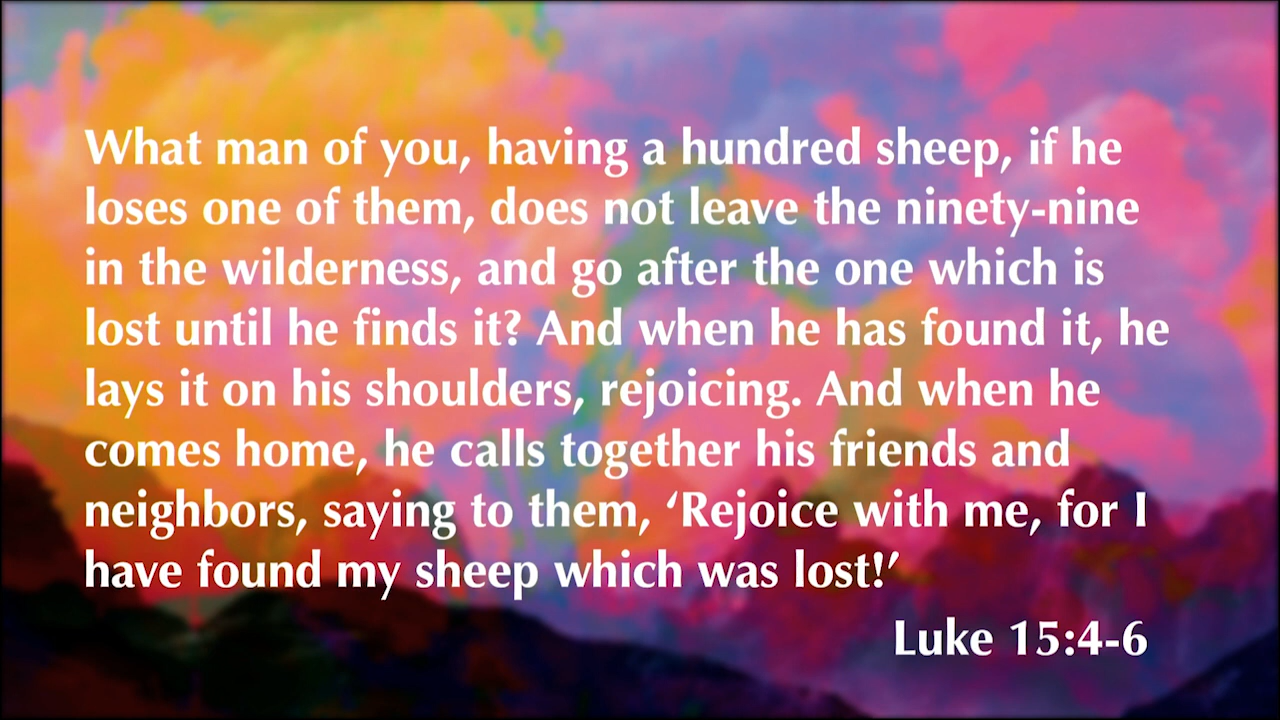 What man of you, having a hundred sheep, if he
loses one of them, does not leave the ninety-nine
in the wilderness, and go after the one which is
lost until he finds it? And when he has found it, he
lays it on his shoulders, rejoicing. And when he
comes home, he calls together his friends and
neighbors, saying to them, ‘Rejoice with me, for I
have found my sheep which was lost!’
Luke 15:4-6